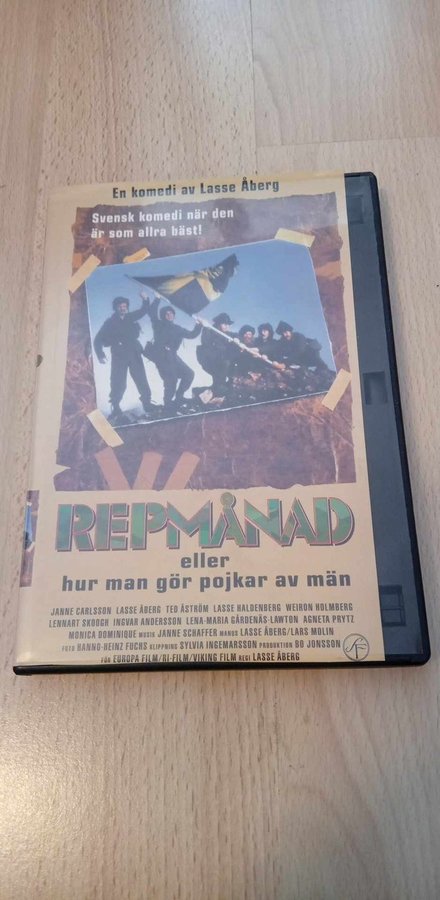 En komedi av Lasse Åberg
Svensk komedi när den
är som allra bäst!
REPMÅNAD
eller
hur man gör pojkar av män
JANNE CARLSSON LASSE ÅBERG TED ÅSTRÖM LASSE HALDENBERG WEIRON HOLMBERG
LENNART SKOOGH INGVAR ANDERSSON LENA-MARIA GÅRDENÄS-LAWTON AGNETA PRYTZ
MONICA DOMINIQUE MUSIK JANNE SCHAFFER MANUS LASSE ÅBERG/LARS MOLIN
FOTO HANNO-HEINZ FUCHS KLIPPNING SYLVIA INGEMARSSON PRODUKTION BO JONSSON
FÖR EUROPA FILM/RI-FILM/VIKING FILM REGI LASSE ÅBERG
SF